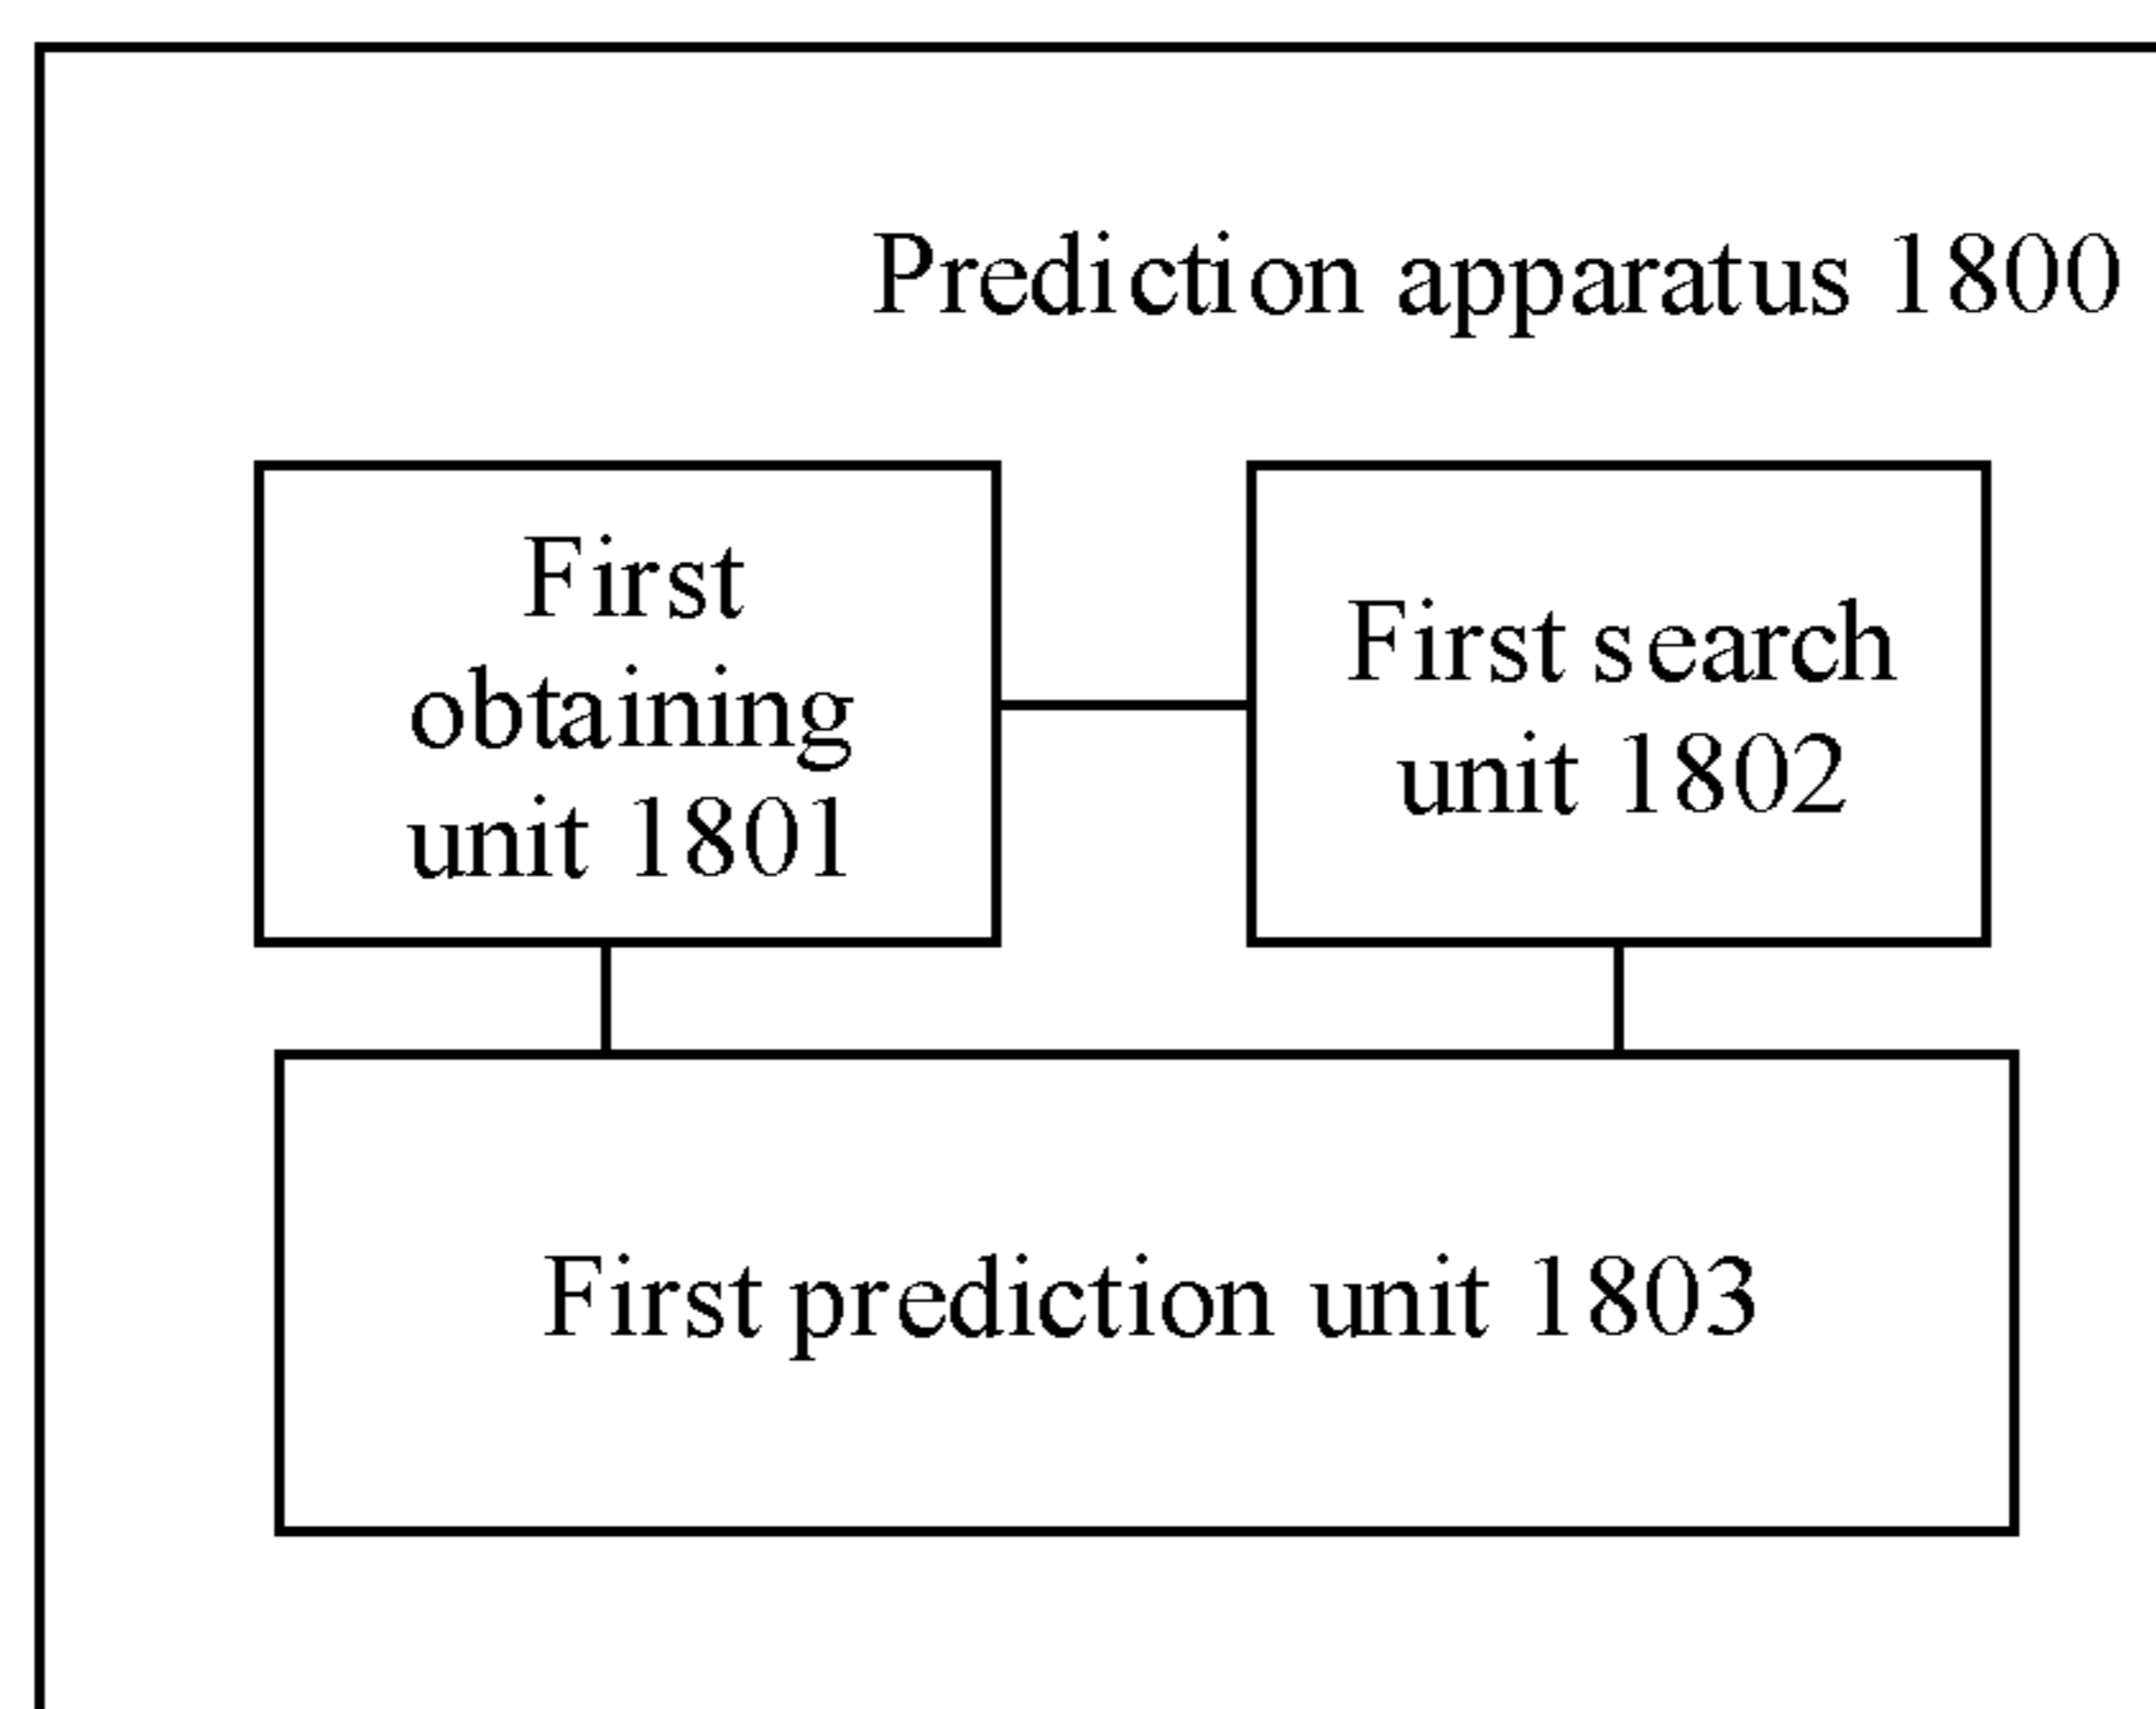 Prediction apparatus 1800
First
obtaining
unit 1801
First search
unit 1802
First prediction unit 1803